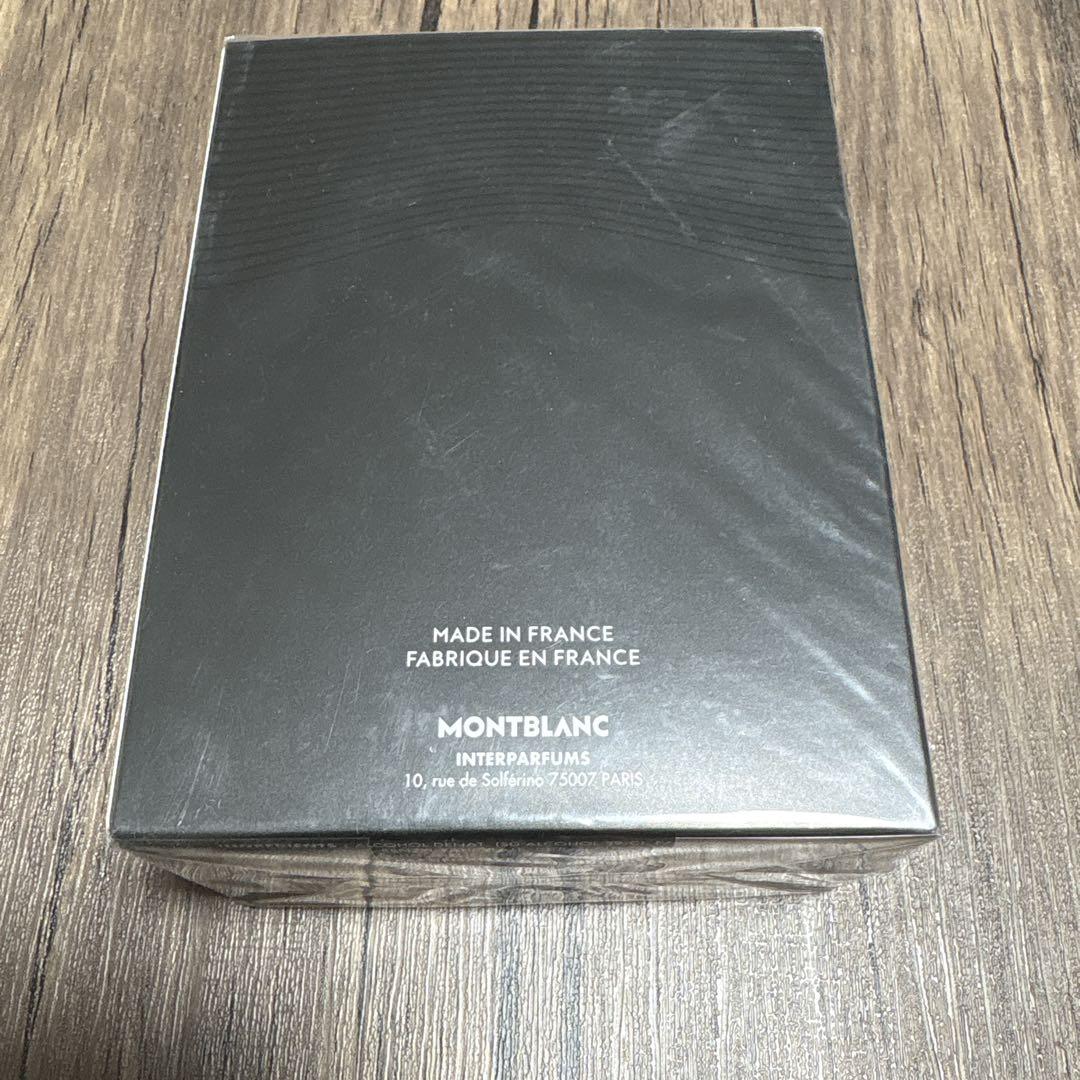 MADE IN FRANCE
FABRIQUE EN FRANCE
MONTBLANC
INTERPARFUMS
10, rue de Solférino 75007 PARIS